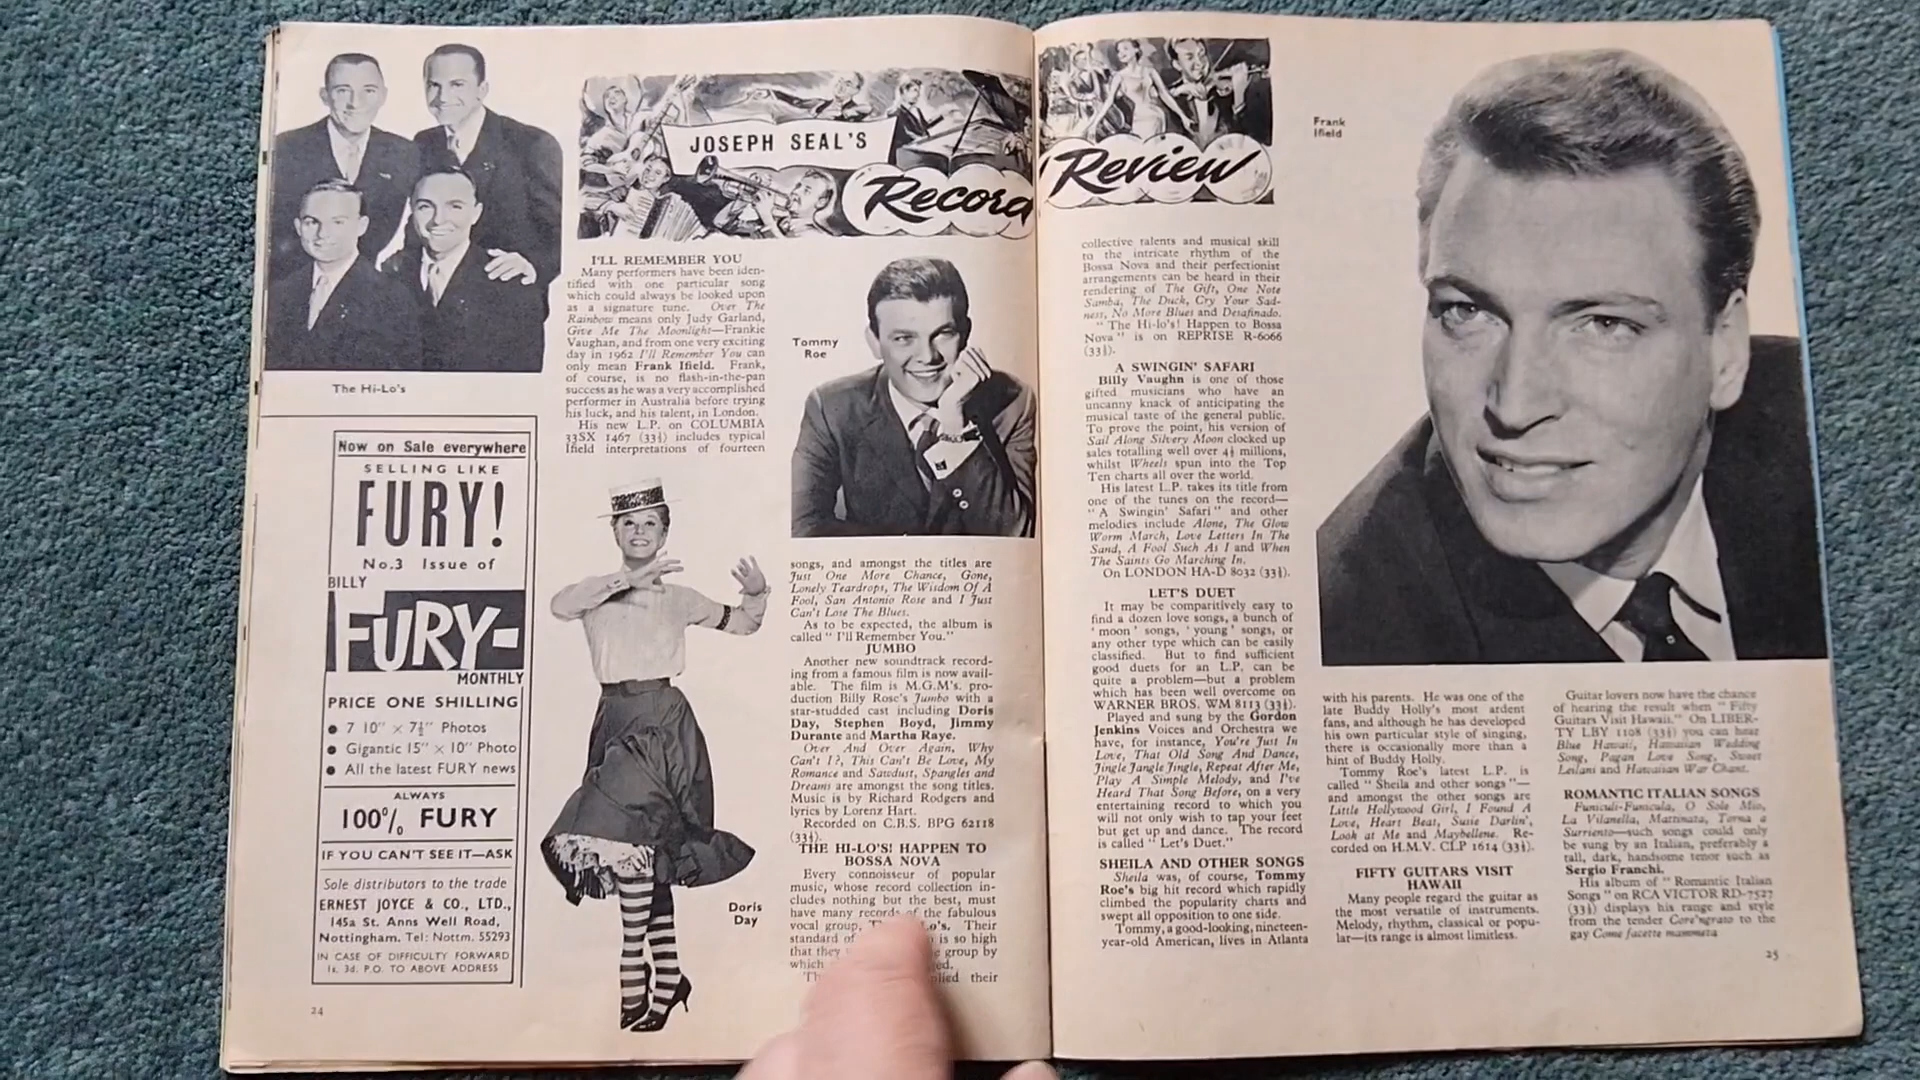 The Hi-Lo's
Now on Sale everywhere
SELLING LIKE
FURY!
No.3 Issue of
BILLY
FURY-
MONTHLY
PRICE ONE SHILLING
● 7 10" × 7½" Photos
● Gigantic 15" × 10" Photo
● All the latest FURY news
ALWAYS
100% FURY
IF YOU CAN'T SEE IT—ASK
Sole distributors to the trade
ERNEST JOYCE & CO., LTD.,
145a St. Anns Well Road,
Nottingham. Tel: Nottm. 55293
IN CASE OF DIFFICULTY FORWARD
1s. 3d. P.O. TO ABOVE ADDRESS
24
JOSEPH SEAL'S
Record Review
I'LL REMEMBER YOU
Many performers have been iden-
tified with one particular song
which could always be looked upon
as a signature tune. Over The
Rainbow means only Judy Garland,
Give Me The Moonlight—Frankie
Vaughan, and from one very exciting
day in 1962 I'll Remember You can
only mean Frank Ifield. Frank,
of course, is no flash-in-the-pan
success as he was a very accomplished
performer in Australia before trying
his luck, and his talent, in London.
His new L.P. on COLUMBIA
33SX 1467 (33⅓) includes typical
Ifield interpretations of fourteen
Doris
Day
Tommy
Roe
songs, and amongst the titles are
Just One More Chance, Gone,
Lonely Teardrops, The Wisdom Of A
Fool, San Antonio Rose and I Just
Can't Lose The Blues.
As to be expected, the album is
called " I'll Remember You."
JUMBO
Another new soundtrack record-
ing from a famous film is now avail-
able. The film is M.G.M's. pro-
duction Billy Rose's Jumbo with a
star-studded cast including Doris
Day, Stephen Boyd, Jimmy
Durante and Martha Raye.
Over And Over Again, Why
Can't I?, This Can't Be Love, My
Romance and Sawdust, Spangles and
Dreams are amongst the song titles.
Music is by Richard Rodgers and
lyrics by Lorenz Hart.
Recorded on C.B.S. BPG 62118
(33⅓).
THE HI-LO'S! HAPPEN TO
BOSSA NOVA
Every connoisseur of popular
music, whose record collection in-
cludes nothing but the best, must
have many records of the fabulous
vocal group, Lo's. Their
standard of is so high
that they group by
which
their
collective talents and musical skill
to the intricate rhythm of the
Bossa Nova and their perfectionist
arrangements can be heard in their
rendering of The Gift, One Note
Samba, The Duck, Cry Your Sad-
ness, No More Blues and Desafinado.
" The Hi-lo's! Happen to Bossa
Nova " is on REPRISE R-6066
(33⅓).
A SWINGIN' SAFARI
Billy Vaughn is one of those
gifted musicians who have an
uncanny knack of anticipating the
musical taste of the general public.
To prove the point, his version of
Sail Along Silvery Moon clocked up
sales totalling well over 4½ millions,
whilst Wheels spun into the Top
Ten charts all over the world.
His latest L.P. takes its title from
one of the tunes on the record—
" A Swingin' Safari " and other
melodies include Alone, The Glow
Worm March, Love Letters In The
Sand, A Fool Such As I and When
The Saints Go Marching In.
On LONDON HA-D 8032 (33⅓).
LET'S DUET
It may be comparitively easy to
find a dozen love songs, a bunch of
' moon ' songs, ' young ' songs, or
any other type which can be easily
classified. But to find sufficient
good duets for an L.P. can be
quite a problem—but a problem
which has been well overcome on
WARNER BROS. WM 8113 (33⅓).
Played and sung by the Gordon
Jenkins Voices and Orchestra we
have, for instance, You're Just In
Love, That Old Song And Dance,
Jingle Jangle Jingle, Repeat After Me,
Play A Simple Melody, and I've
Heard That Song Before, on a very
entertaining record to which you
will not only wish to tap your feet
but get up and dance. The record
is called " Let's Duet."
SHEILA AND OTHER SONGS
Sheila was, of course, Tommy
Roe's big hit record which rapidly
climbed the popularity charts and
swept all opposition to one side.
Tommy, a good-looking, nineteen-
year-old American, lives in Atlanta
Frank
Ifield
with his parents. He was one of the
late Buddy Holly's most ardent
fans, and although he has developed
his own particular style of singing,
there is occasionally more than a
hint of Buddy Holly.
Tommy Roe's latest L.P. is
called " Sheila and other songs "—
and amongst the other songs are
Little Hollywood Girl, I Found A
Love, Heart Beat, Susie Darlin',
Look at Me and Maybellene. Re-
corded on H.M.V. CLP 1614 (33⅓).
FIFTY GUITARS VISIT
HAWAII
Many people regard the guitar as
the most versatile of instruments.
Melody, rhythm, classical or popu-
lar—its range is almost limitless.
Guitar lovers now have the chance
of hearing the result when " Fifty
Guitars Visit Hawaii." On LIBER-
TY LBY 1108 (33⅓) you can hear
Blue Hawaii, Hawaiian Wedding
Song, Pagan Love Song, Sweet
Leilani and Hawaiian War Chant.
ROMANTIC ITALIAN SONGS
Funiculi-Funicula, O Sole Mio,
La Vilanella, Mattinata, Torna a
Surriento—such songs could only
be sung by an Italian, preferably a
tall, dark, handsome tenor such as
Sergio Franchi.
His album of " Romantic Italian
Songs " on RCA VICTOR RD-7527
(33⅓) displays his range and style
from the tender Core'ngrato to the
gay Come facette mammeta
25